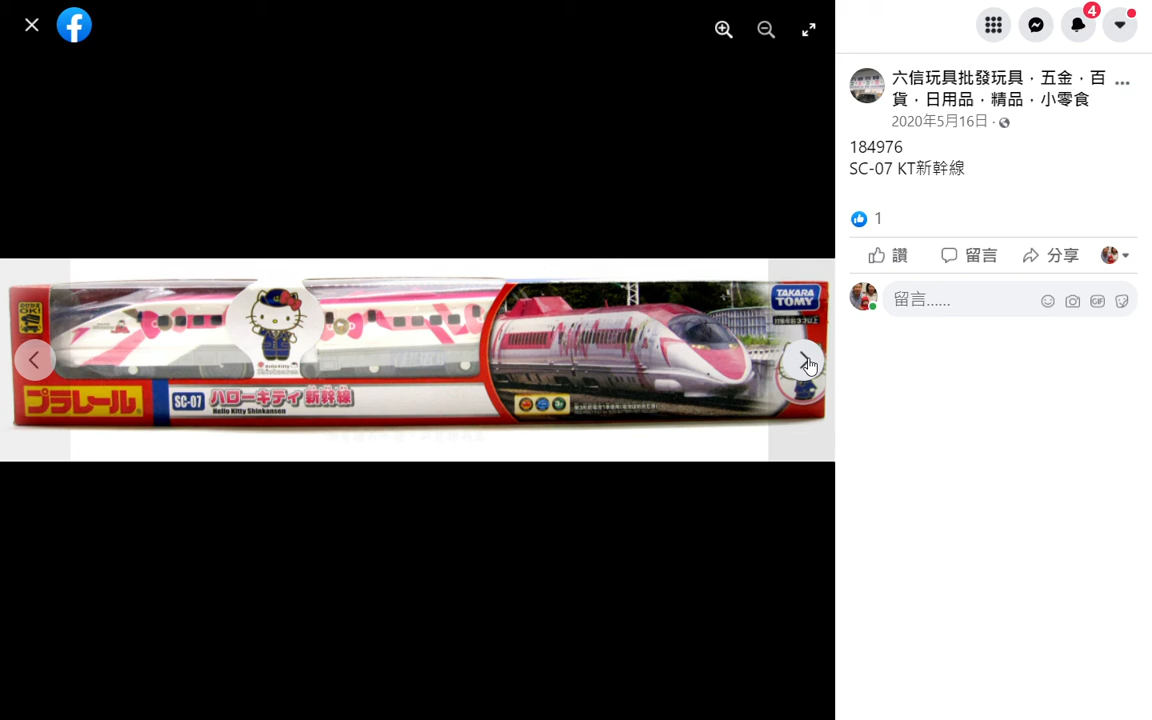 4
六信玩具批發玩具．五金．百
貨．日用品．精品．小零食
2020年5月16日
184976
SC-07 KT新幹線
1
讚
留言
分享
留言......
GIF
TAKARA
TOMY
プラレール
SC-07
ハローキティ新幹線
Hello Kitty Shinkansen